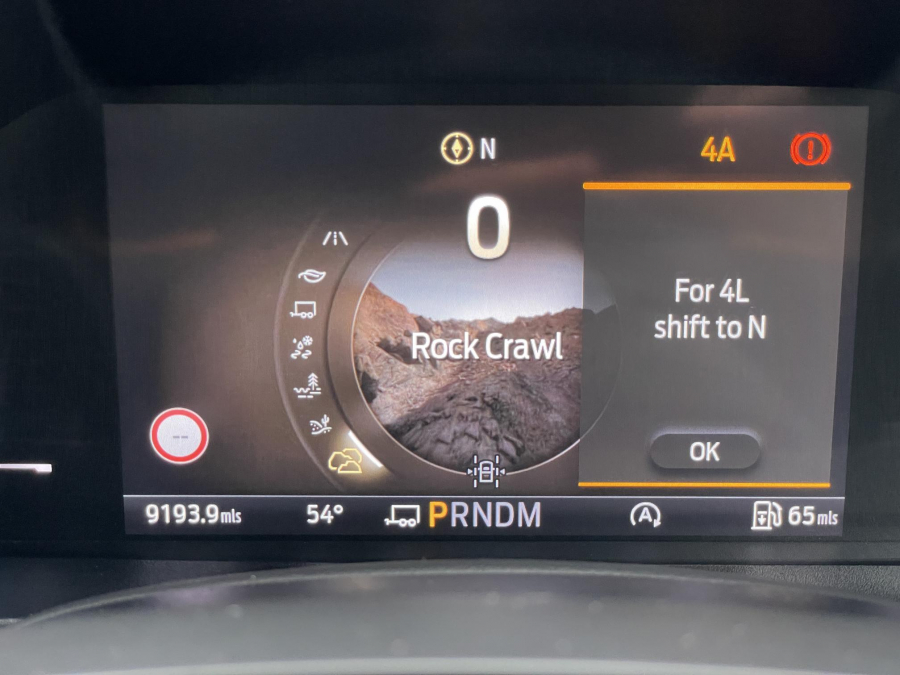 N
4A
0
For 4L
shift to N
Rock Crawl
--
OK
9193.9mls
54°
PRNDM
A
65mls